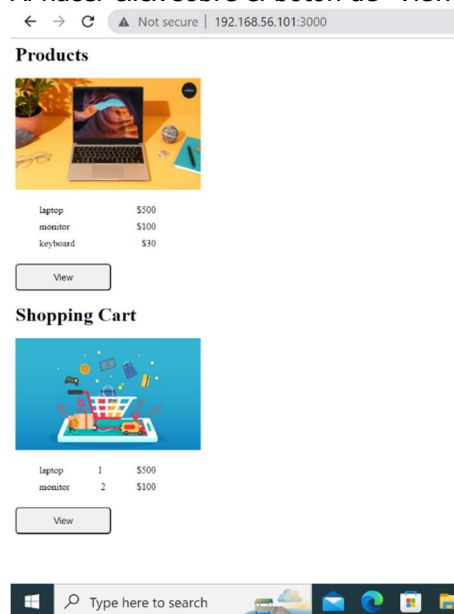 Not secure | 192.168.56.101:3000
Products
laptop $500
monitor $100
keyboard $30
View
Shopping Cart
laptop 1 $500
monitor 2 $100
View
Type here to search